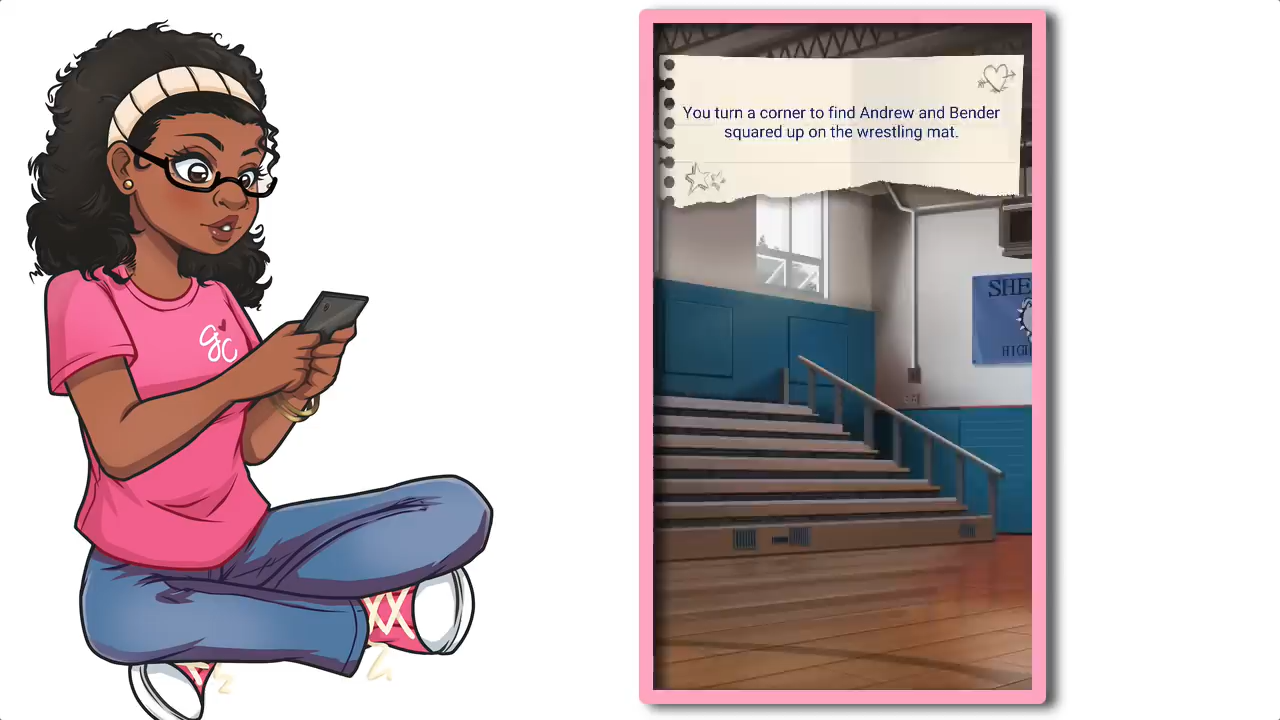 You turn a corner to find Andrew and Bender
squared up on the wrestling mat.
gc
SHE
HIGH